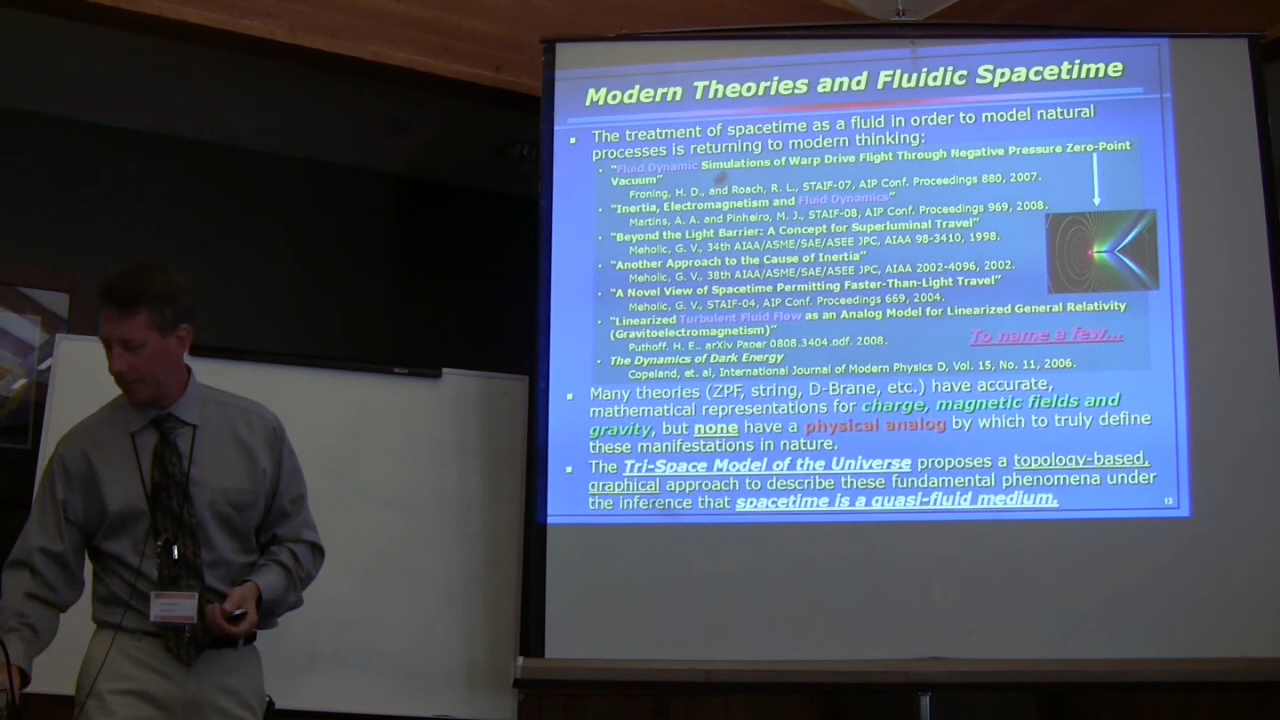 Modern Theories and Fluidic Spacetime
▪ The treatment of spacetime as a fluid in order to model natural
processes is returning to modern thinking:
• "Fluid Dynamic Simulations of Warp Drive Flight Through Negative Pressure Zero-Point
Vacuum"
Froning, H. D., and Roach, R. L., STAIF-07, AIP Conf. Proceedings 880, 2007.
• "Inertia, Electromagnetism and Fluid Dynamics"
Martins, A. A. and Pinheiro, M. J., STAIF-08, AIP Conf. Proceedings 969, 2008.
• "Beyond the Light Barrier: A Concept for Superluminal Travel"
Meholic, G. V., 34th AIAA/ASME/SAE/ASEE JPC, AIAA 98-3410, 1998.
• "Another Approach to the Cause of Inertia"
Meholic, G. V., 38th AIAA/ASME/SAE/ASEE JPC, AIAA 2002-4096, 2002.
• "A Novel View of Spacetime Permitting Faster-Than-Light Travel"
Meholic, G. V., STAIF-04, AIP Conf. Proceedings 669, 2004.
• "Linearized Turbulent Fluid Flow as an Analog Model for Linearized General Relativity
(Gravitoelectromagnetism)"
Puthoff, H. E., arXiv Paper 0808.3404.pdf, 2008.
To name a few...
• The Dynamics of Dark Energy
Copeland, et. al, International Journal of Modern Physics D, Vol. 15, No. 11, 2006.
▪ Many theories (ZPF, string, D-Brane, etc.) have accurate,
mathematical representations for charge, magnetic fields and
gravity, but none have a physical analog by which to truly define
these manifestations in nature.
▪ The Tri-Space Model of the Universe proposes a topology-based,
graphical approach to describe these fundamental phenomena under
the inference that spacetime is a quasi-fluid medium.
13